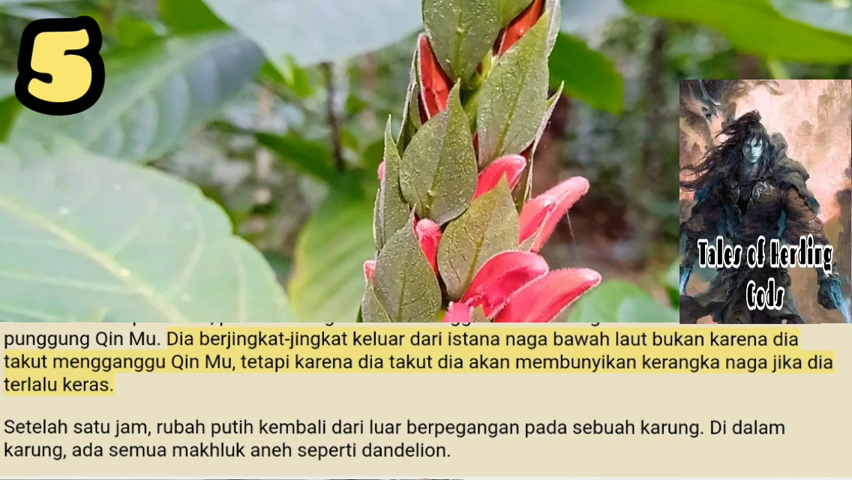 5
Tales of Herding
Gods
punggung Qin Mu. Dia berjingkat-jingkat keluar dari istana naga bawah laut bukan karena dia
takut mengganggu Qin Mu, tetapi karena dia takut dia akan membunyikan kerangka naga jika dia
terlalu keras.
Setelah satu jam, rubah putih kembali dari luar berpegangan pada sebuah karung. Di dalam
karung, ada semua makhluk aneh seperti dandelion.